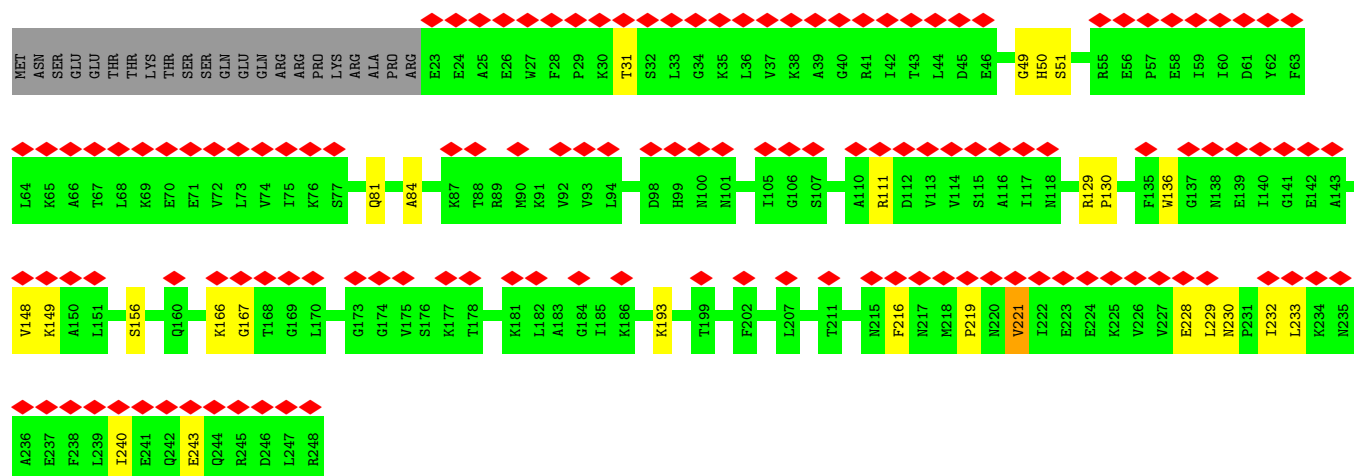 MET ASN SER GLU GLU THR THR LYS THR SER SER GLN GLU GLN ARG ARG PRO LYS ARG ALA PRO ARG E23 E24 A25 E26 W27 F28 P29 K30 T31 S32 L33 G34 K35 L36 V37 K38 A39 G40 R41 I42 T43 L44 D45 E46 G49 H50 S51 R55 E56 P57 E58 I59 I60 D61 Y62 F63
L64 K65 A66 T67 L68 K69 E70 E71 V72 L73 V74 I75 K76 S77 Q81 A84 K87 T88 R89 M90 K91 V92 V93 L94 D98 H99 N100 N101 I105 G106 S107 A110 R111 D112 V113 V114 S115 A116 I117 N118 R129 P130 F135 W136 G137 N138 E139 I140 G141 E142 A143
V148 K149 A150 L151 S156 Q160 K166 G167 T168 G169 L170 G173 G174 V175 S176 K177 T178 K181 L182 A183 G184 I185 K186 K193 T199 F202 L207 T211 N215 F216 N217 M218 P219 N220 V221 I222 E223 E224 K225 V226 V227 E228 L229 N230 P231 I232 L233 K234 N235
A236 E237 F238 L239 I240 E241 Q242 E243 Q244 R245 D246 L247 R248